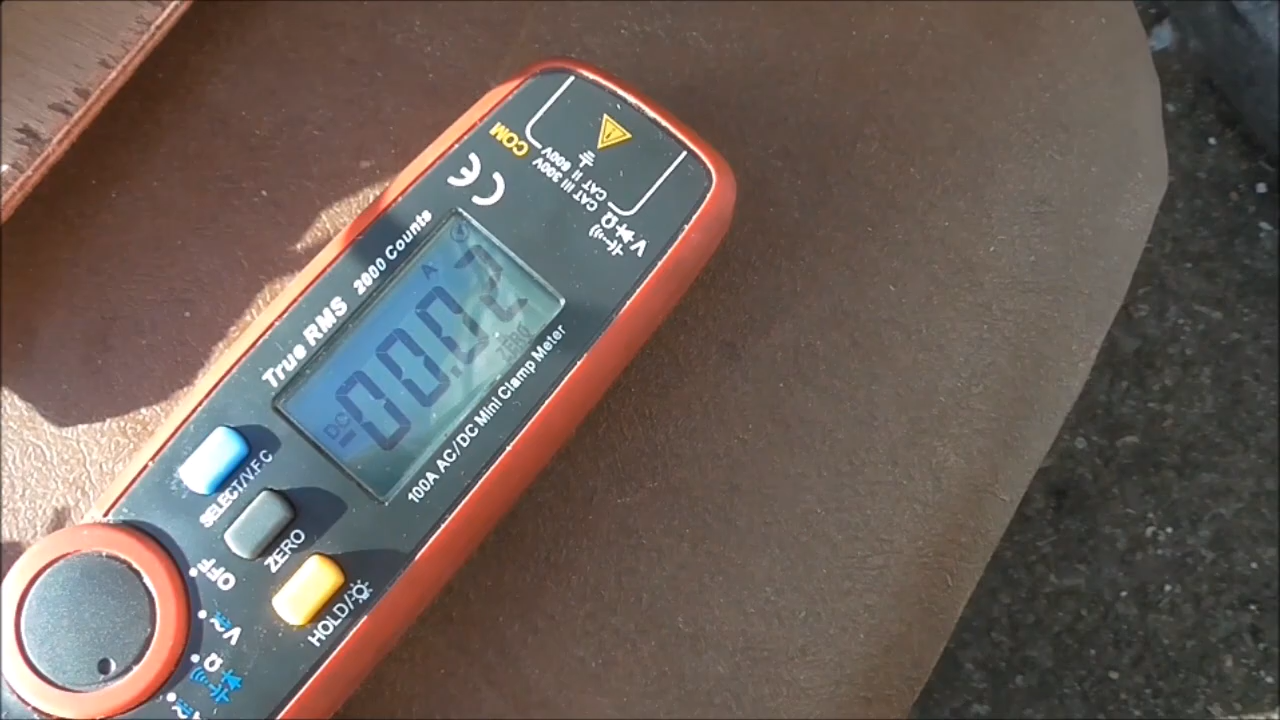 COM
CAT III 300V
CAT II 600V
VΩ
CE
True RMS 2000 Counts
A
DC
-00.02
ZERO
100A AC/DC Mini Clamp Meter
SELECT/V.F.C
ZERO
HOLD/
OFF
V
Ω